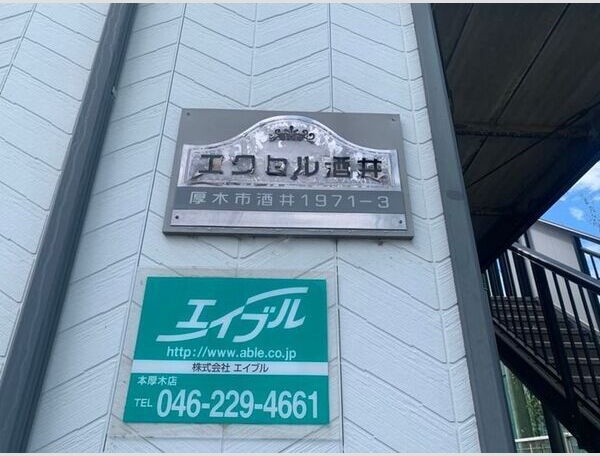 エクセル酒井
厚木市酒井1971-3
エイブル
http://www.able.co.jp
株式会社 エイブル
本厚木店
TEL 046-229-4661